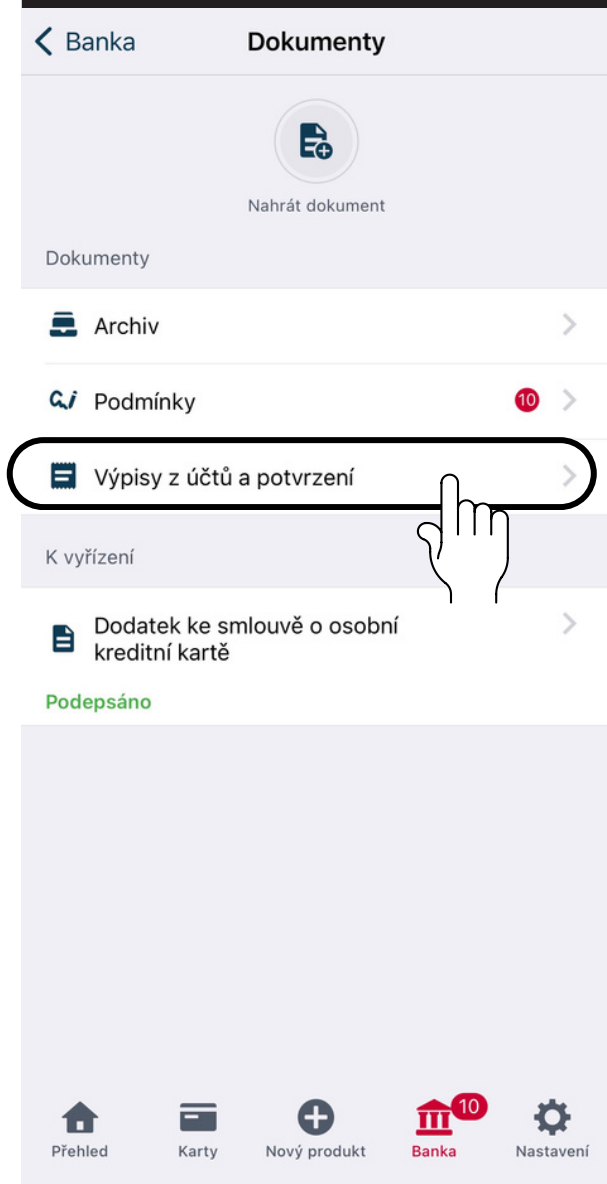 Banka
Dokumenty
Nahrát dokument
Dokumenty
Archiv
Podmínky
10
Výpisy z účtů a potvrzení
K vyřízení
Dodatek ke smlouvě o osobní
kreditní kartě
Podepsáno
10
Přehled
Karty
Nový produkt
Banka
Nastavení